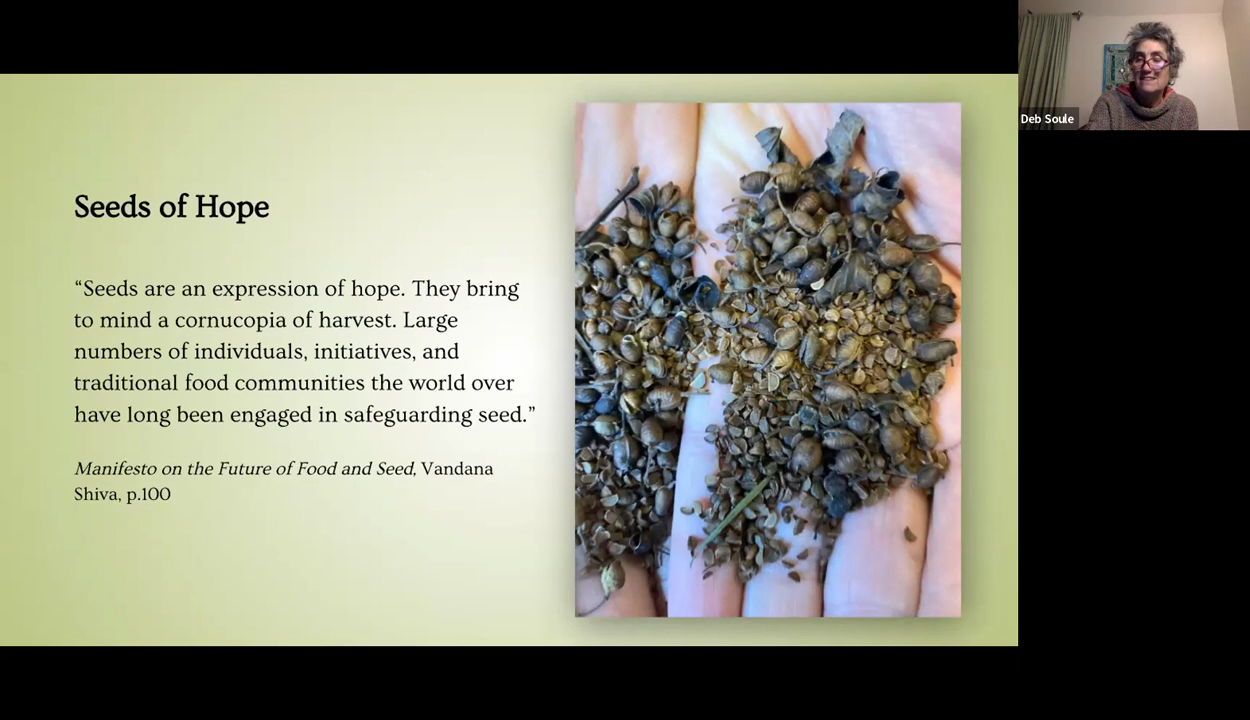 Seeds of Hope
“Seeds are an expression of hope. They bring
to mind a cornucopia of harvest. Large
numbers of individuals, initiatives, and
traditional food communities the world over
have long been engaged in safeguarding seed.”
Manifesto on the Future of Food and Seed, Vandana
Shiva, p.100
Deb Soule